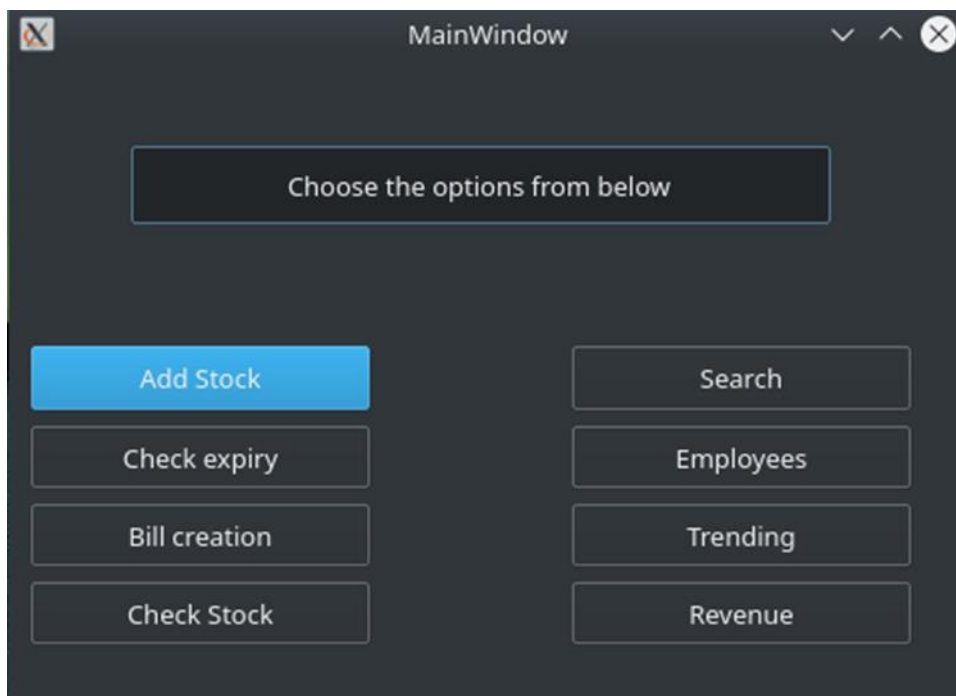 MainWindow
Choose the options from below
Add Stock
Search
Check expiry
Employees
Bill creation
Trending
Check Stock
Revenue